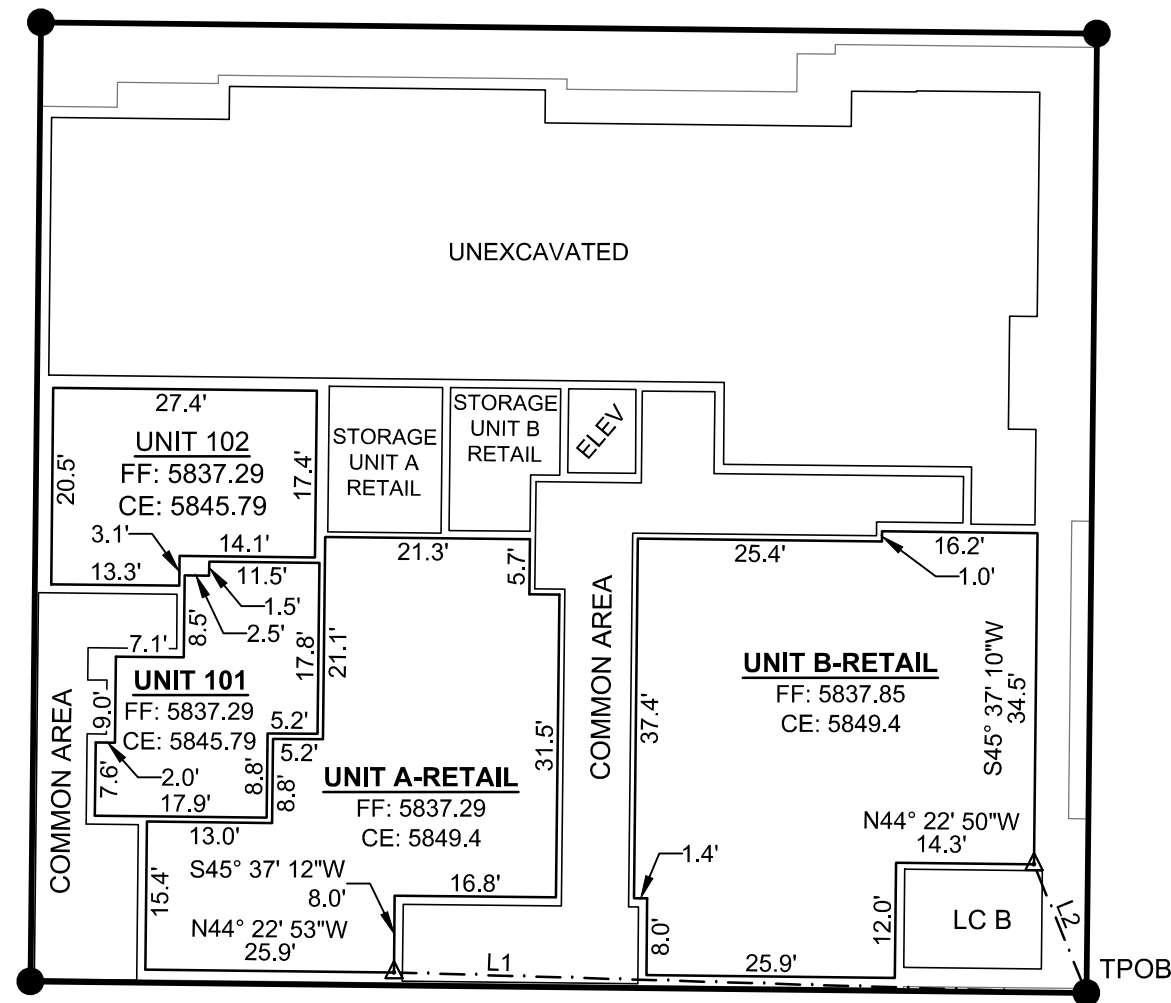 UNEXCAVATED
27.4'
UNIT 102
FF: 5837.29
CE: 5845.79
20.5'
17.4'
3.1'
14.1'
13.3'
STORAGE
UNIT A
RETAIL
STORAGE
UNIT B
RETAIL
ELEV
11.5'
1.5'
2.5'
8.5'
7.1'
17.8'
UNIT 101
FF: 5837.29
CE: 5845.79
9.0'
5.2'
2.0'
7.6'
8.8'
17.9'
COMMON AREA
21.3'
5.7'
21.1'
31.5'
5.2'
8.8'
UNIT A-RETAIL
FF: 5837.29
CE: 5849.4
13.0'
15.4'
S45° 37' 12"W
8.0'
16.8'
N44° 22' 53"W
25.9'
L1
COMMON AREA
25.4'
16.2'
1.0'
37.4'
UNIT B-RETAIL
FF: 5837.85
CE: 5849.4
S45° 37' 10"W
34.5'
N44° 22' 50"W
14.3'
1.4'
8.0'
12.0'
LC B
25.9'
L2
TPOB